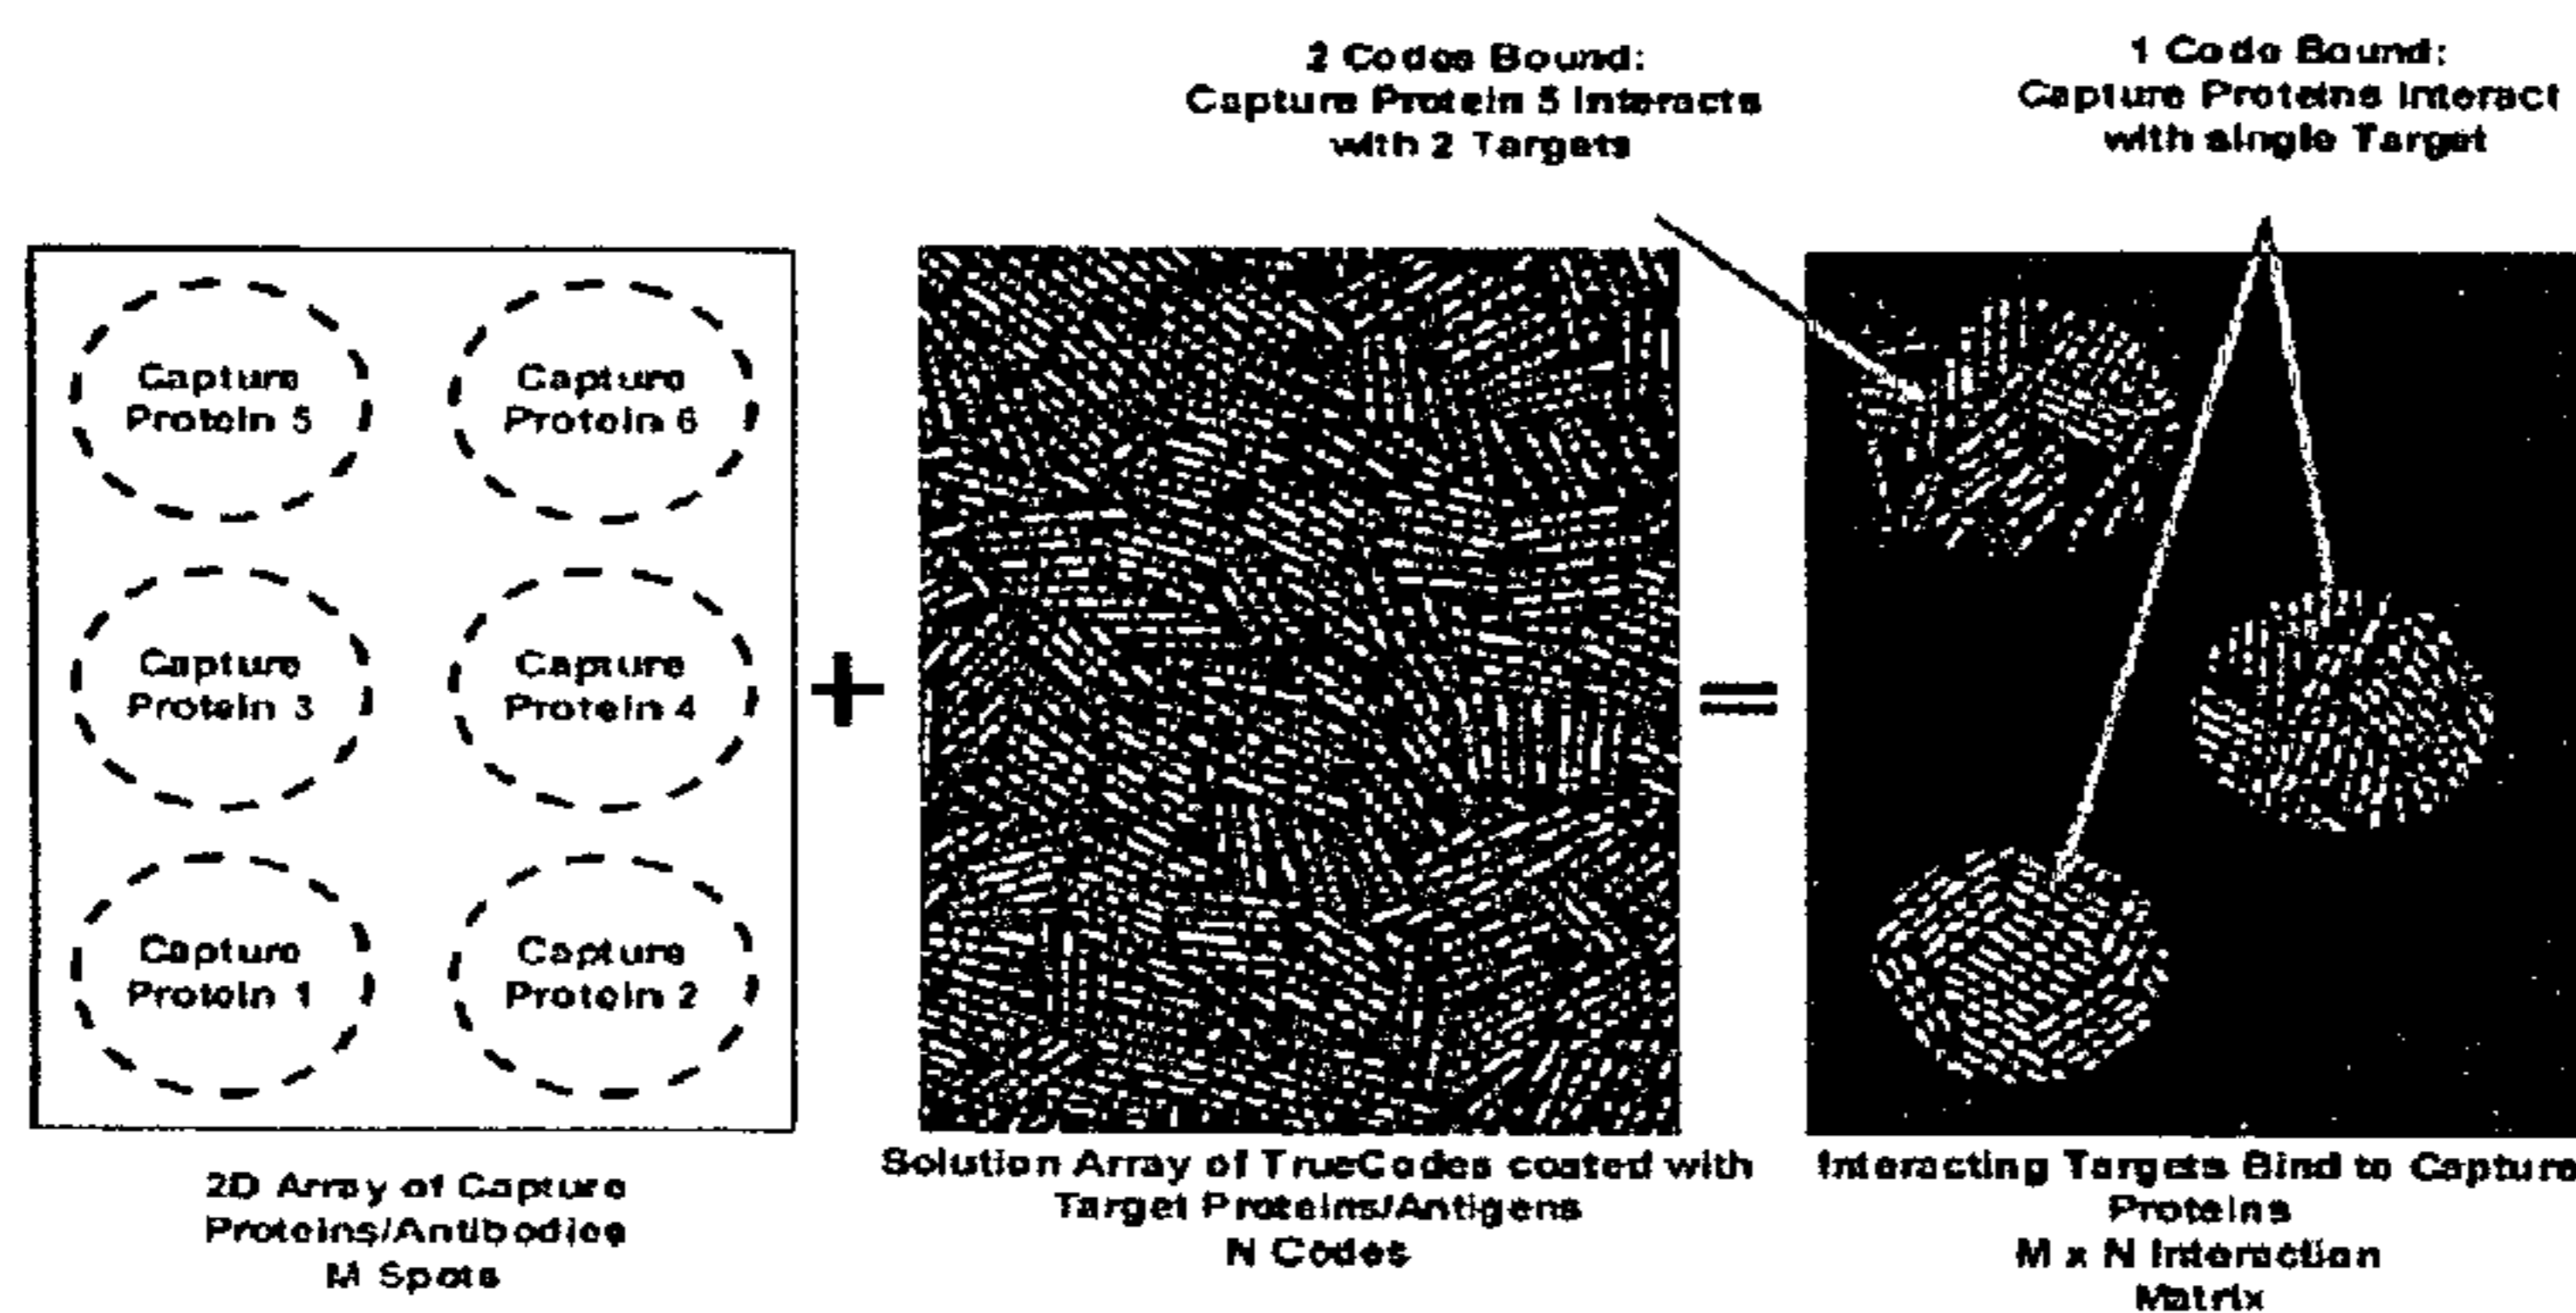 2 Codes Bound:
Capture Protein 5 Interacts
with 2 Targets
1 Code Bound:
Capture Proteins Interact
with single Target
Capture
Protein 5
Capture
Protein 6
Capture
Protein 3
Capture
Protein 4
Capture
Protein 1
Capture
Protein 2
+
=
2D Array of Capture
Proteins/Antibodies
M Spots
Solution Array of TrueCodes coated with
Target Proteins/Antigens
N Codes
Interacting Targets Bind to Capture
Proteins
M x N Interaction
Matrix